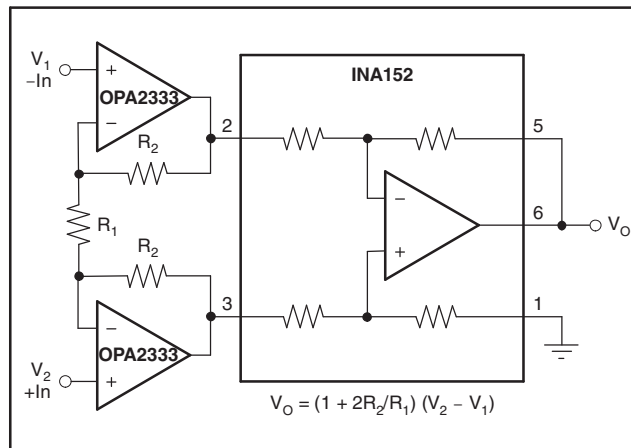 V1
−In
OPA2333
+
−
R2
R1
R2
−
OPA2333
+
V2
+In
INA152
2
5
−
+
6
VO
3
1
VO = (1 + 2R2/R1) (V2 − V1)